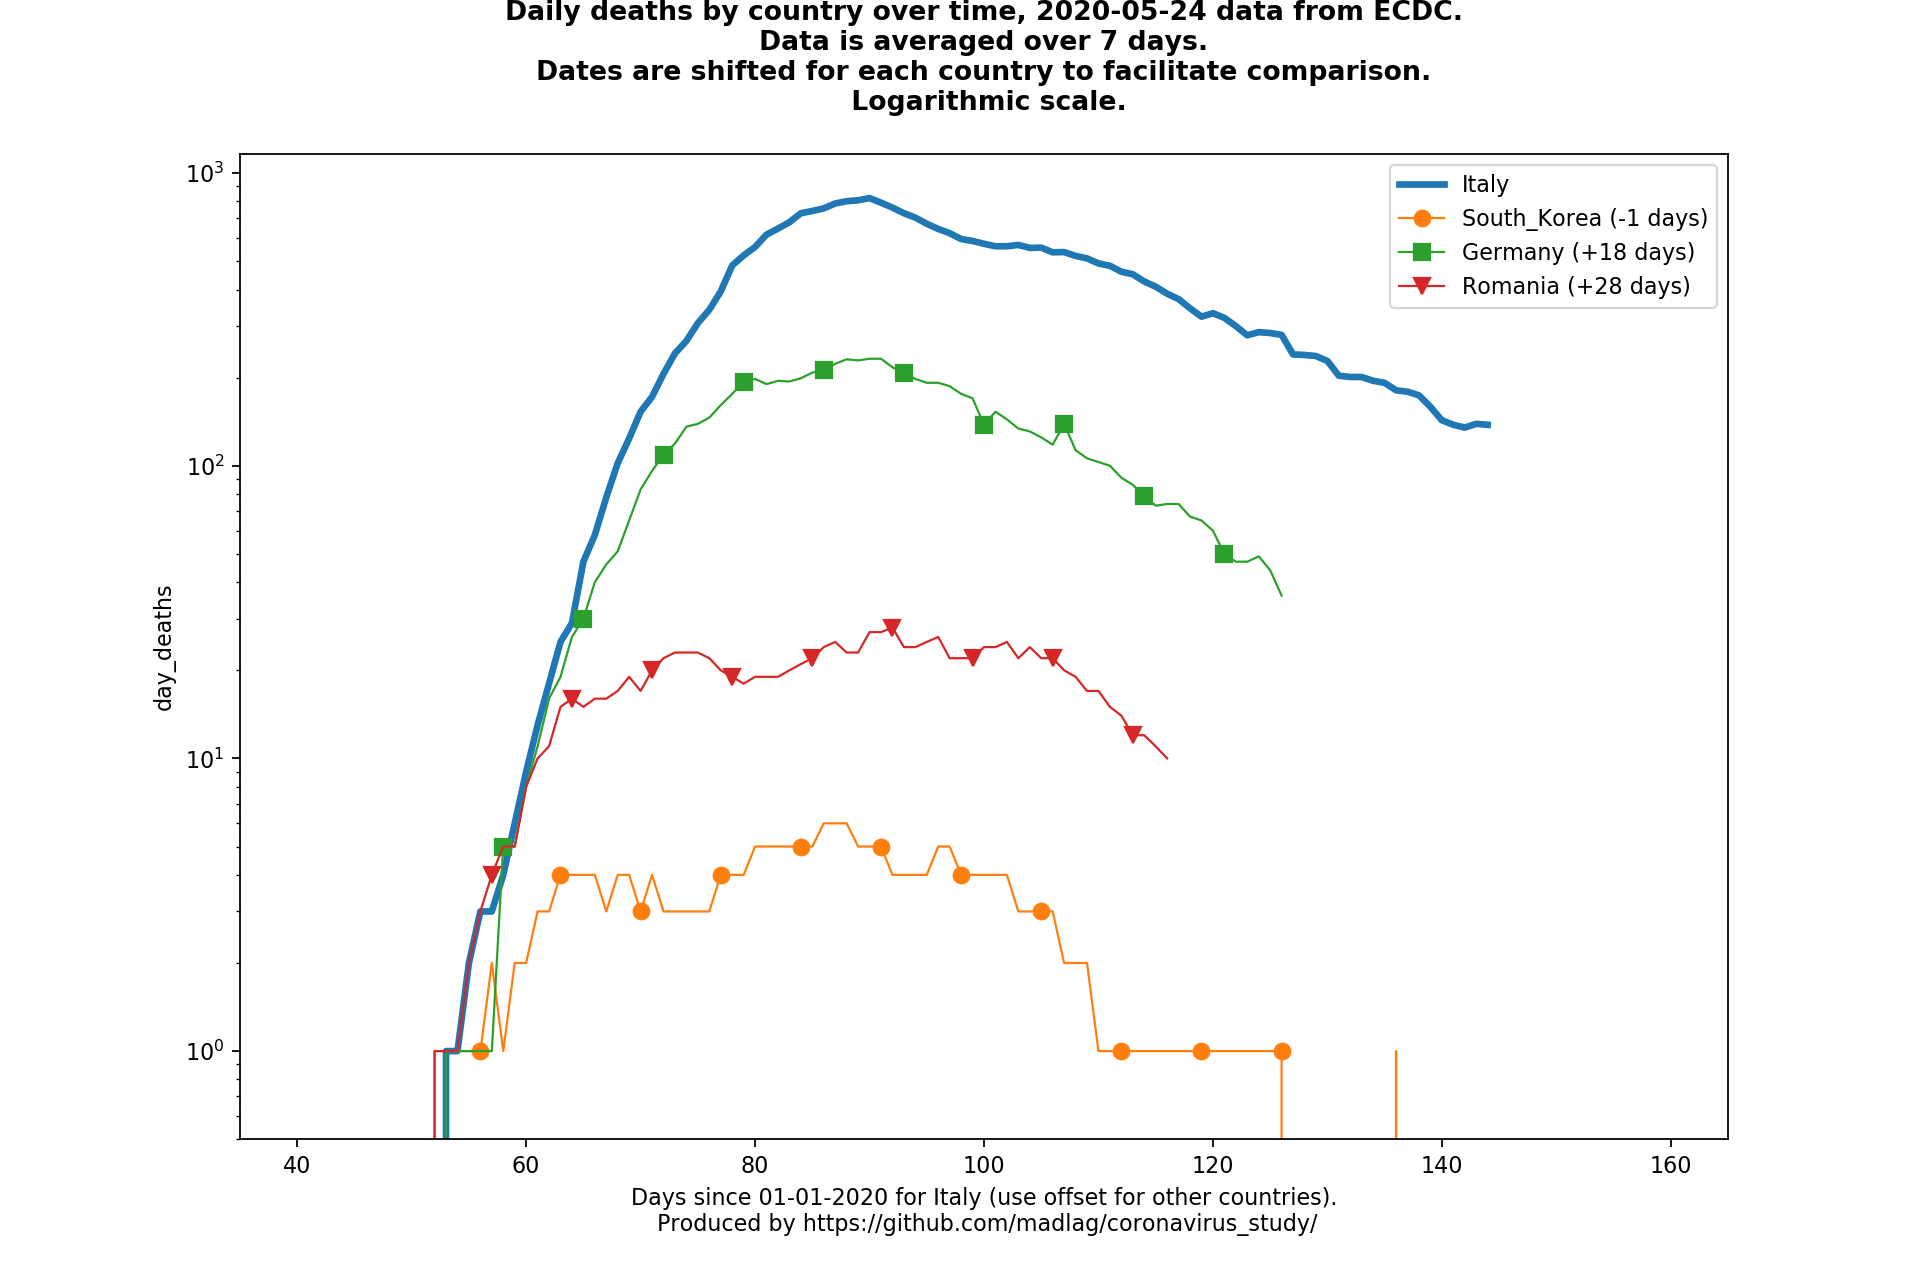 Daily deaths by country over time, 2020-05-24 data from ECDC.
Data is averaged over 7 days.
Dates are shifted for each country to facilitate comparison.
Logarithmic scale.
10³
10²
10¹
10⁰
day_deaths
Italy
South_Korea (-1 days)
Germany (+18 days)
Romania (+28 days)
40 60 80 100 120 140 160
Days since 01-01-2020 for Italy (use offset for other countries).
Produced by https://github.com/madlag/coronavirus_study/